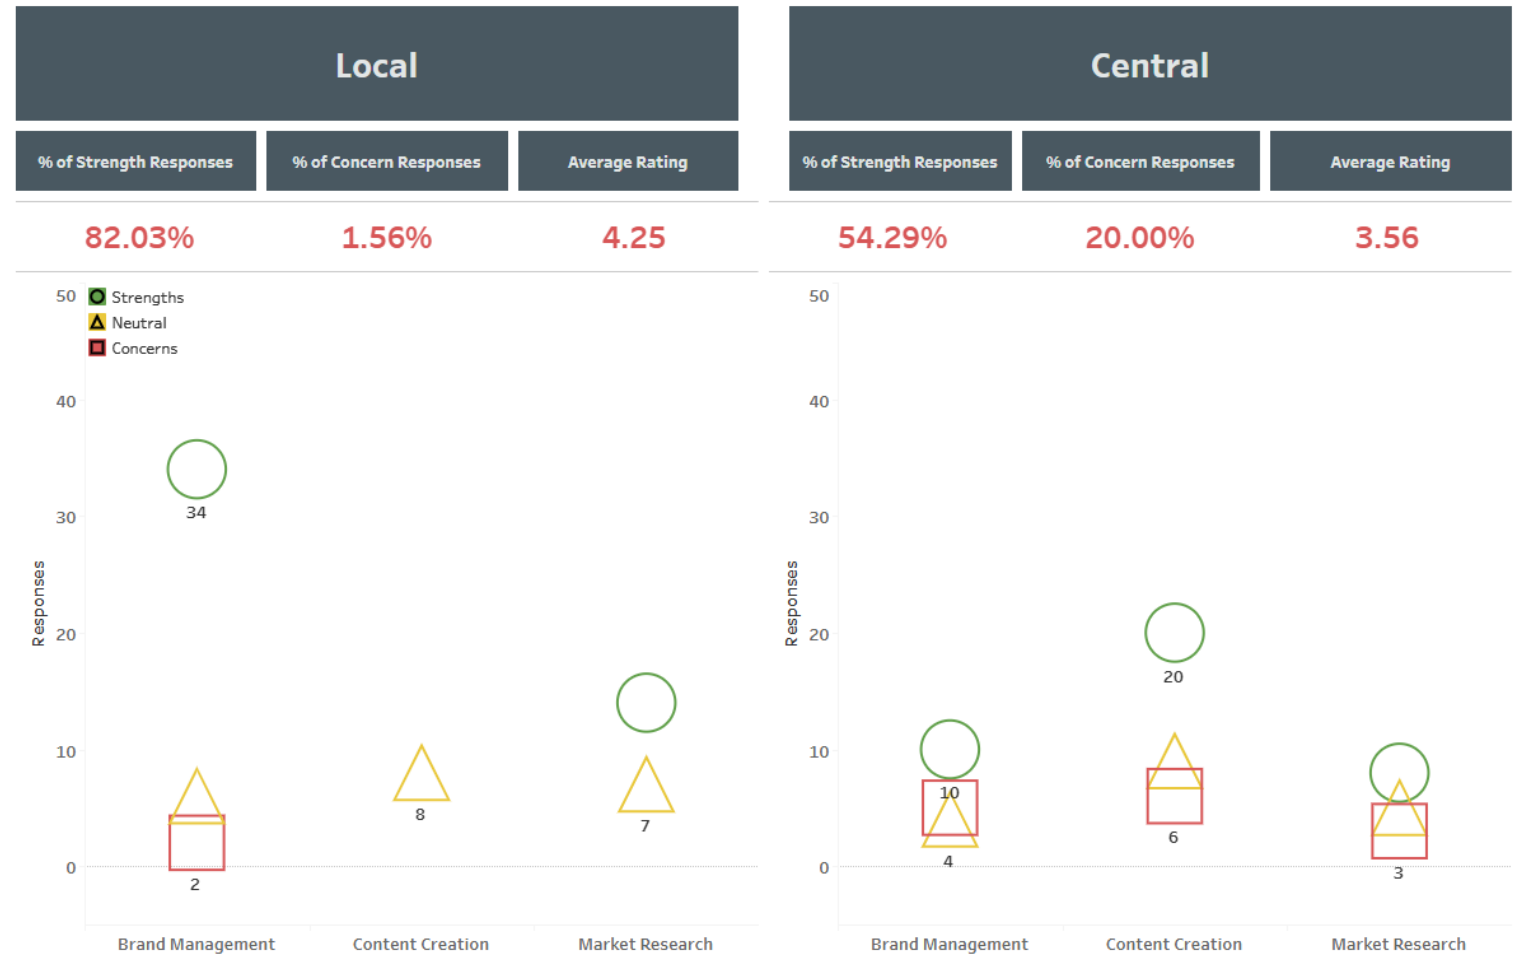 Local
% of Strength Responses
% of Concern Responses
Average Rating
82.03%
1.56%
4.25
50
40
30
20
10
0
Responses
Strengths
Neutral
Concerns
34
2
8
7
Brand Management
Content Creation
Market Research
Central
% of Strength Responses
% of Concern Responses
Average Rating
54.29%
20.00%
3.56
50
40
30
20
10
0
Responses
10
4
20
6
3
Brand Management
Content Creation
Market Research